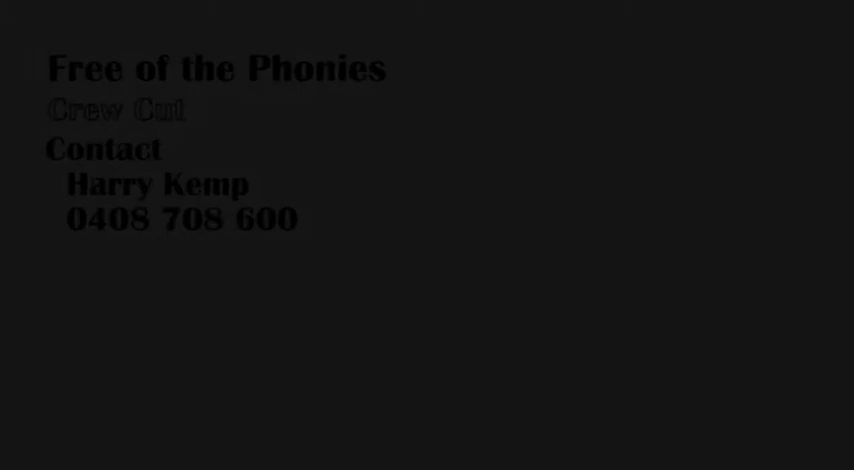 Free of the Phonies
Crew Cut
Contact
Harry Kemp
0408 708 600